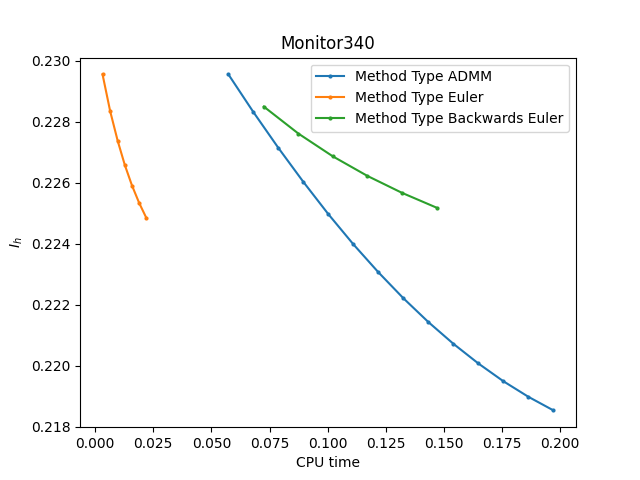 Monitor340
0.230
0.228
0.226
0.224
0.222
0.220
0.218
I_h
Method Type ADMM
Method Type Euler
Method Type Backwards Euler
0.000 0.025 0.050 0.075 0.100 0.125 0.150 0.175 0.200
CPU time